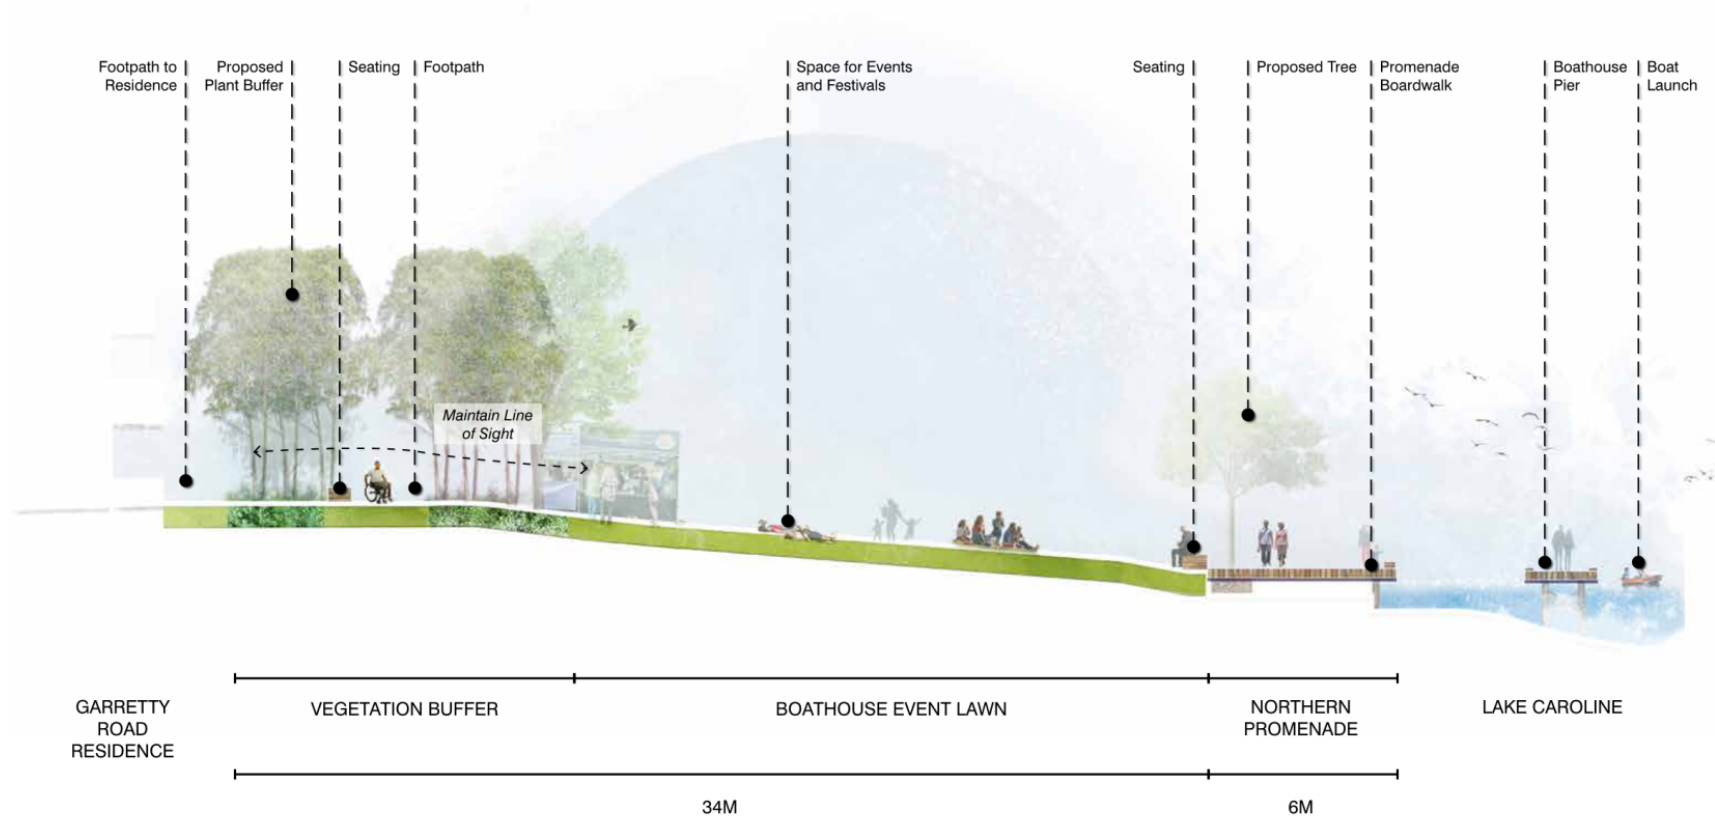 Footpath to
Residence
Proposed
Plant Buffer
Seating
Footpath
Space for Events
and Festivals
Seating
Proposed Tree
Promenade
Boardwalk
Boathouse
Pier
Boat
Launch
Maintain Line
of Sight
GARRETTY
ROAD
RESIDENCE
VEGETATION BUFFER
BOATHOUSE EVENT LAWN
NORTHERN
PROMENADE
LAKE CAROLINE
34M
6M